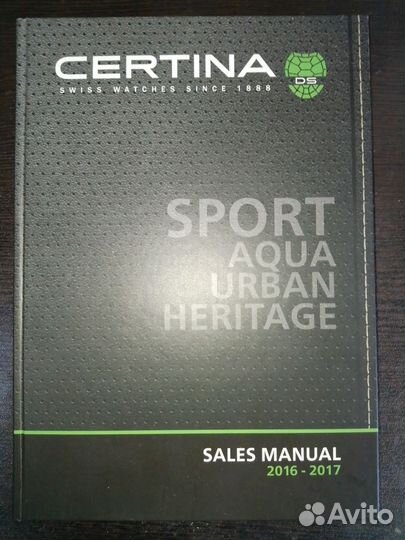 CERTINA
SWISS WATCHES SINCE 1888
DS
SPORT
AQUA
URBAN
HERITAGE
SALES MANUAL
2016 - 2017
Avito